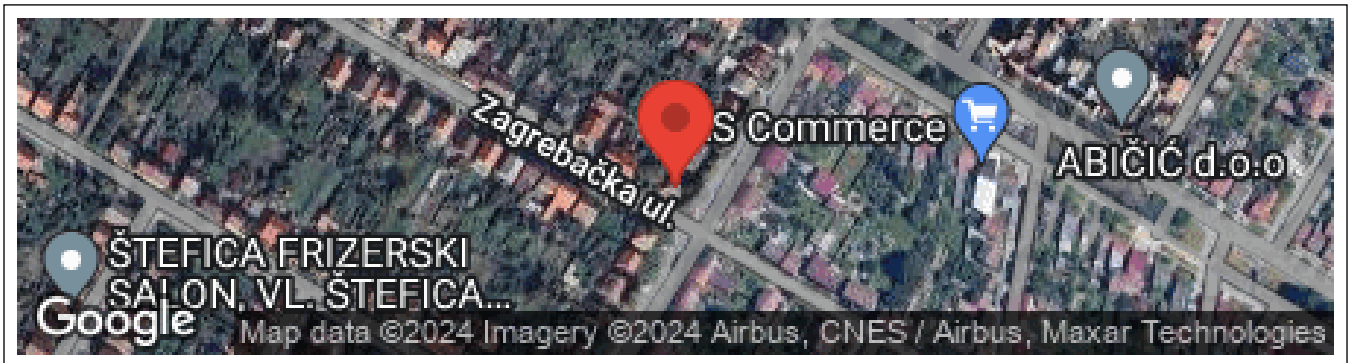 Zagrebačka ul.
S Commerce
ABIČIĆ d.o.o
ŠTEFICA FRIZERSKI
SALON, VL. ŠTEFICA...
Google
Map data ©2024 Imagery ©2024 Airbus, CNES / Airbus, Maxar Technologies